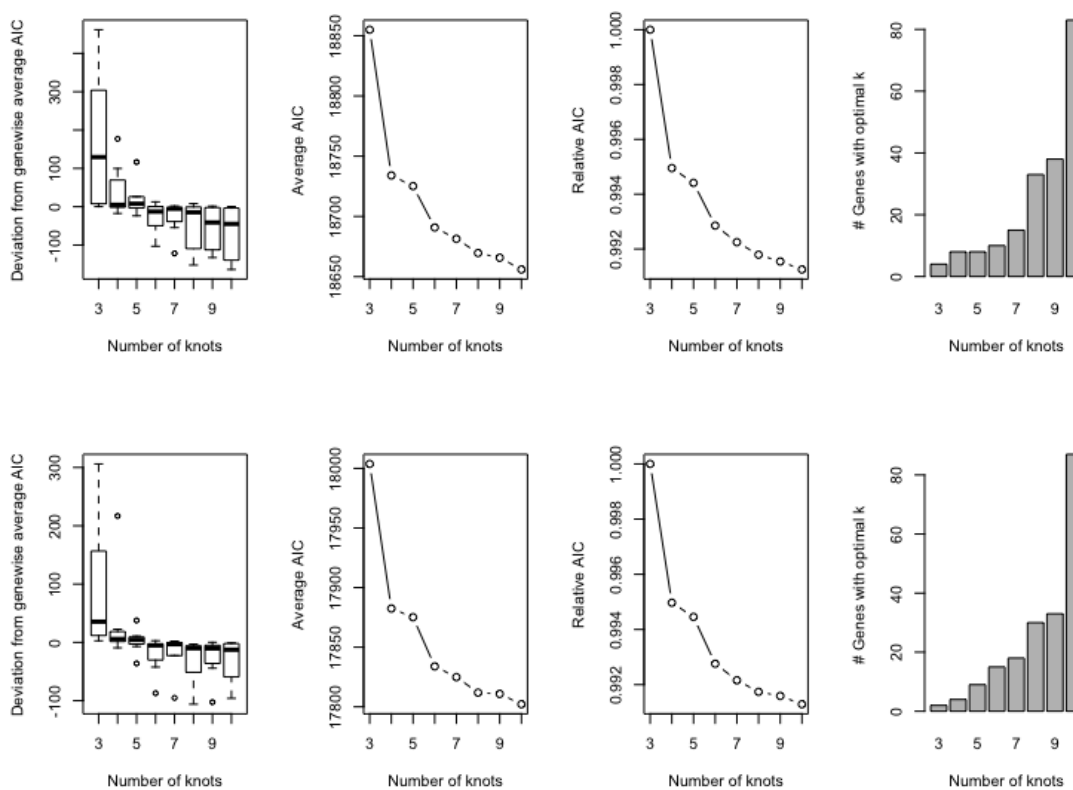 Deviation from genewise average AIC
-100 0 100 300
3 5 7 9
Number of knots
Average AIC
18650 18700 18750 18800 18850
3 5 7 9
Number of knots
Relative AIC
0.992 0.994 0.996 0.998 1.000
3 5 7 9
Number of knots
# Genes with optimal k
0 20 40 60 80
3 5 7 9
Number of knots
Deviation from genewise average AIC
-100 0 100 200 300
3 5 7 9
Number of knots
Average AIC
17800 17850 17900 17950 18000
3 5 7 9
Number of knots
Relative AIC
0.992 0.994 0.996 0.998 1.000
3 5 7 9
Number of knots
# Genes with optimal k
0 20 40 60 80
3 5 7 9
Number of knots